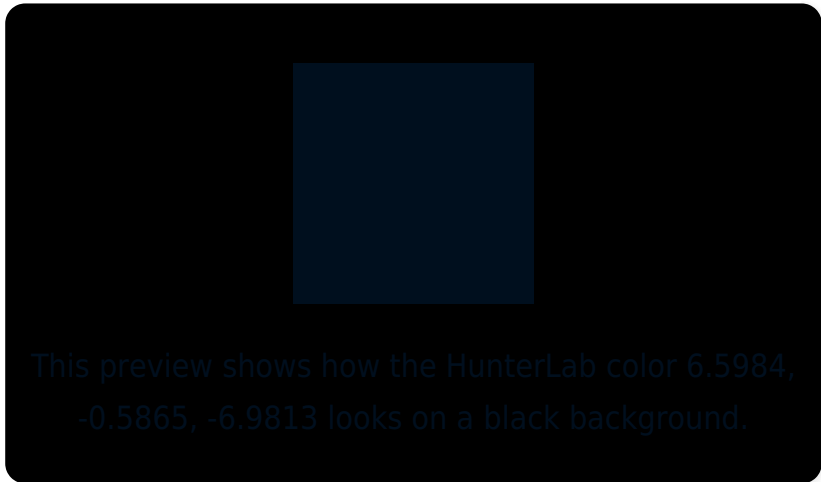 This preview shows how the HunterLab color 6.5984,
-0.5865, -6.9813 looks on a black background.